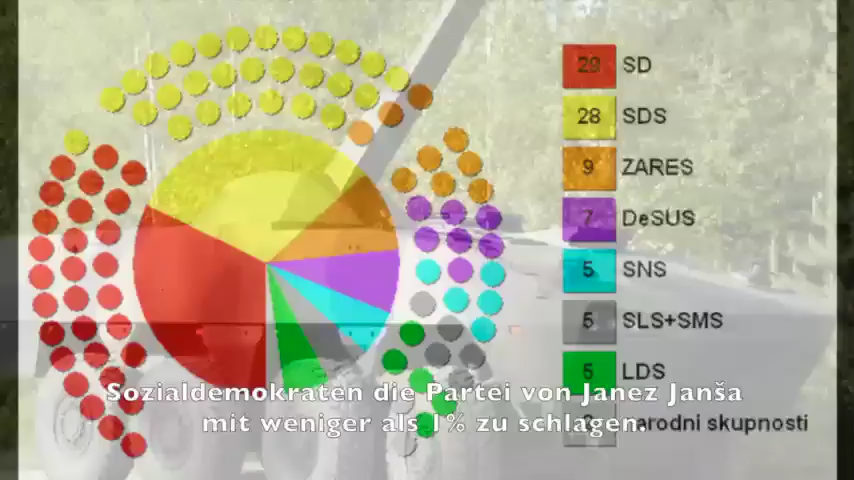 29 SD
28 SDS
9 ZARES
7 DeSUS
5 SNS
5 SLS+SMS
5 LDS
narodni skupnosti
Sozialdemokraten die Partei von Janez Janša
mit weniger als 1% zu schlagen.